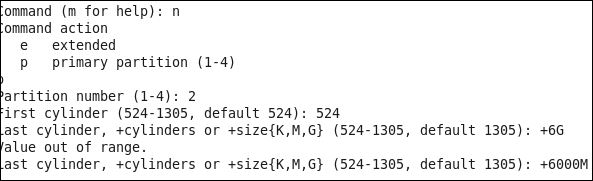 Command (m for help): n
Command action
e   extended
p   primary partition (1-4)
p
Partition number (1-4): 2
First cylinder (524-1305, default 524): 524
Last cylinder, +cylinders or +size{K,M,G} (524-1305, default 1305): +6G
Value out of range.
Last cylinder, +cylinders or +size{K,M,G} (524-1305, default 1305): +6000M